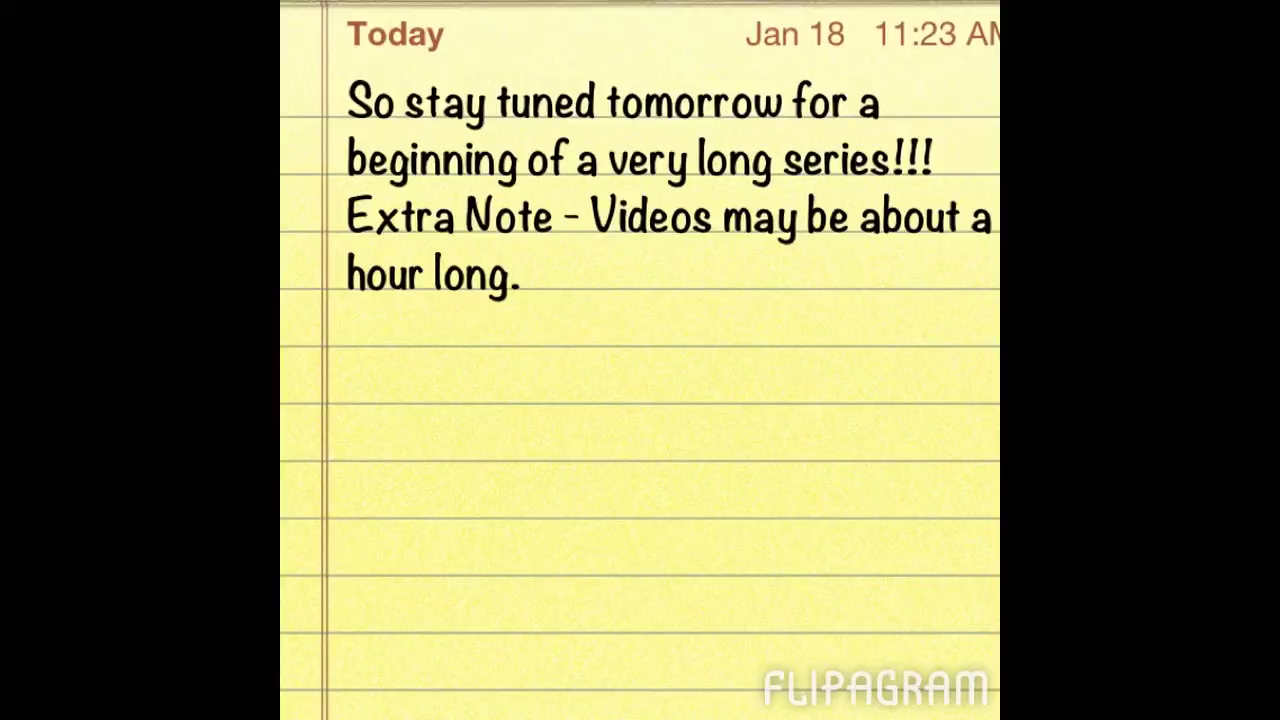 Today Jan 18 11:23 AM
So stay tuned tomorrow for a
beginning of a very long series!!!
Extra Note - Videos may be about a
hour long.
FLIPAGRAM